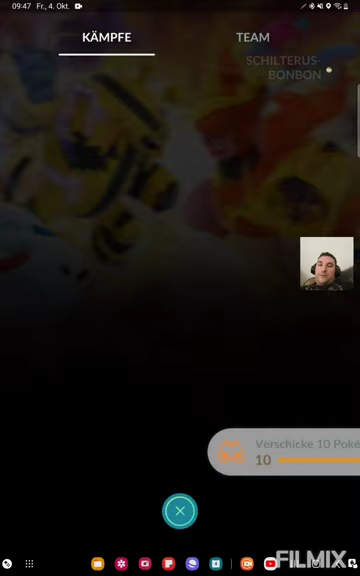 09:47 Fr., 4. Okt.
KÄMPFE
TEAM
SCHILTERUS-
BONBON
Verschicke 10 Poké
10
FILMIX.